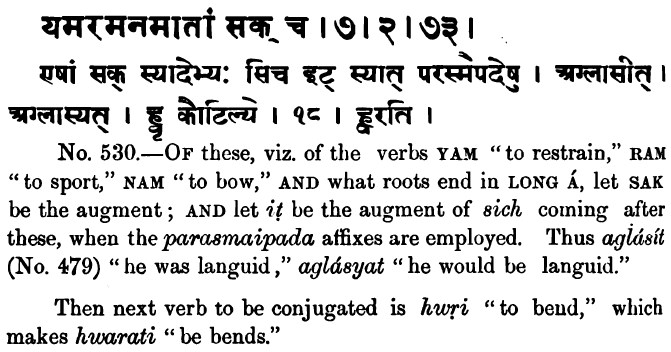 यमरमनमातां सक् च । ७ । २ । ७३ ।
एषां सक् स्यादेभ्यः सिच इट् स्यात् परस्मैपदेषु । अग्लासीत् ।
अग्लास्यत् । ह्वृ कौटिल्ये । १८ । ह्वरति ।
No. 530.—OF these, viz. of the verbs YAM “to restrain,” RAM
“to sport,” NAM “to bow,” AND what roots end in LONG Á, let SAK
be the augment; AND let iṭ be the augment of sich coming after
these, when the parasmaipada affixes are employed. Thus aglásít
(No. 479) “he was languid,” aglásyat “he would be languid.”
Then next verb to be conjugated is hwṛi “to bend,” which
makes hwarati “be bends.”